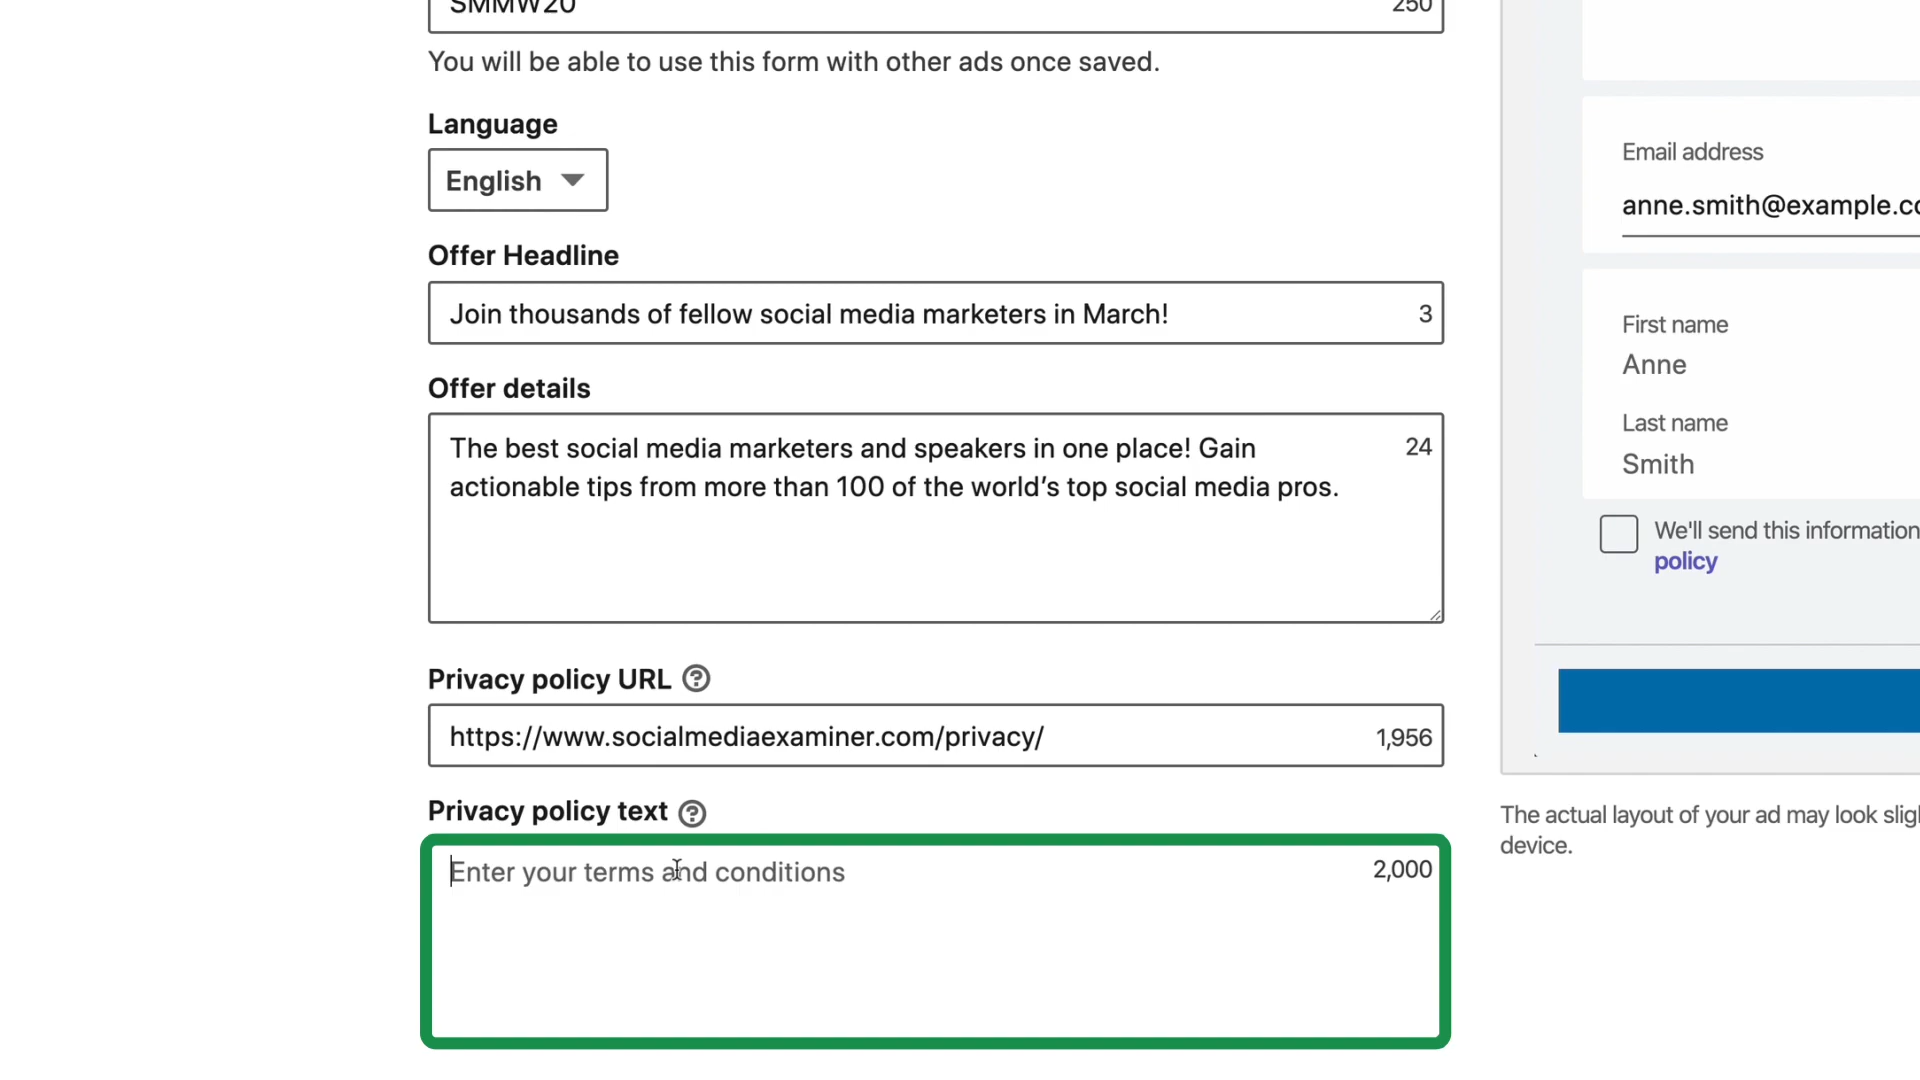 SMMW20 250
You will be able to use this form with other ads once saved.
Language
English
Offer Headline
Join thousands of fellow social media marketers in March! 3
Offer details
The best social media marketers and speakers in one place! Gain 24
actionable tips from more than 100 of the world’s top social media pros.
Privacy policy URL ?
https://www.socialmediaexaminer.com/privacy/ 1,956
Privacy policy text ?
Enter your terms and conditions 2,000
Email address
anne.smith@example.co
First name
Anne
Last name
Smith
We'll send this information
policy
The actual layout of your ad may look sligh
device.